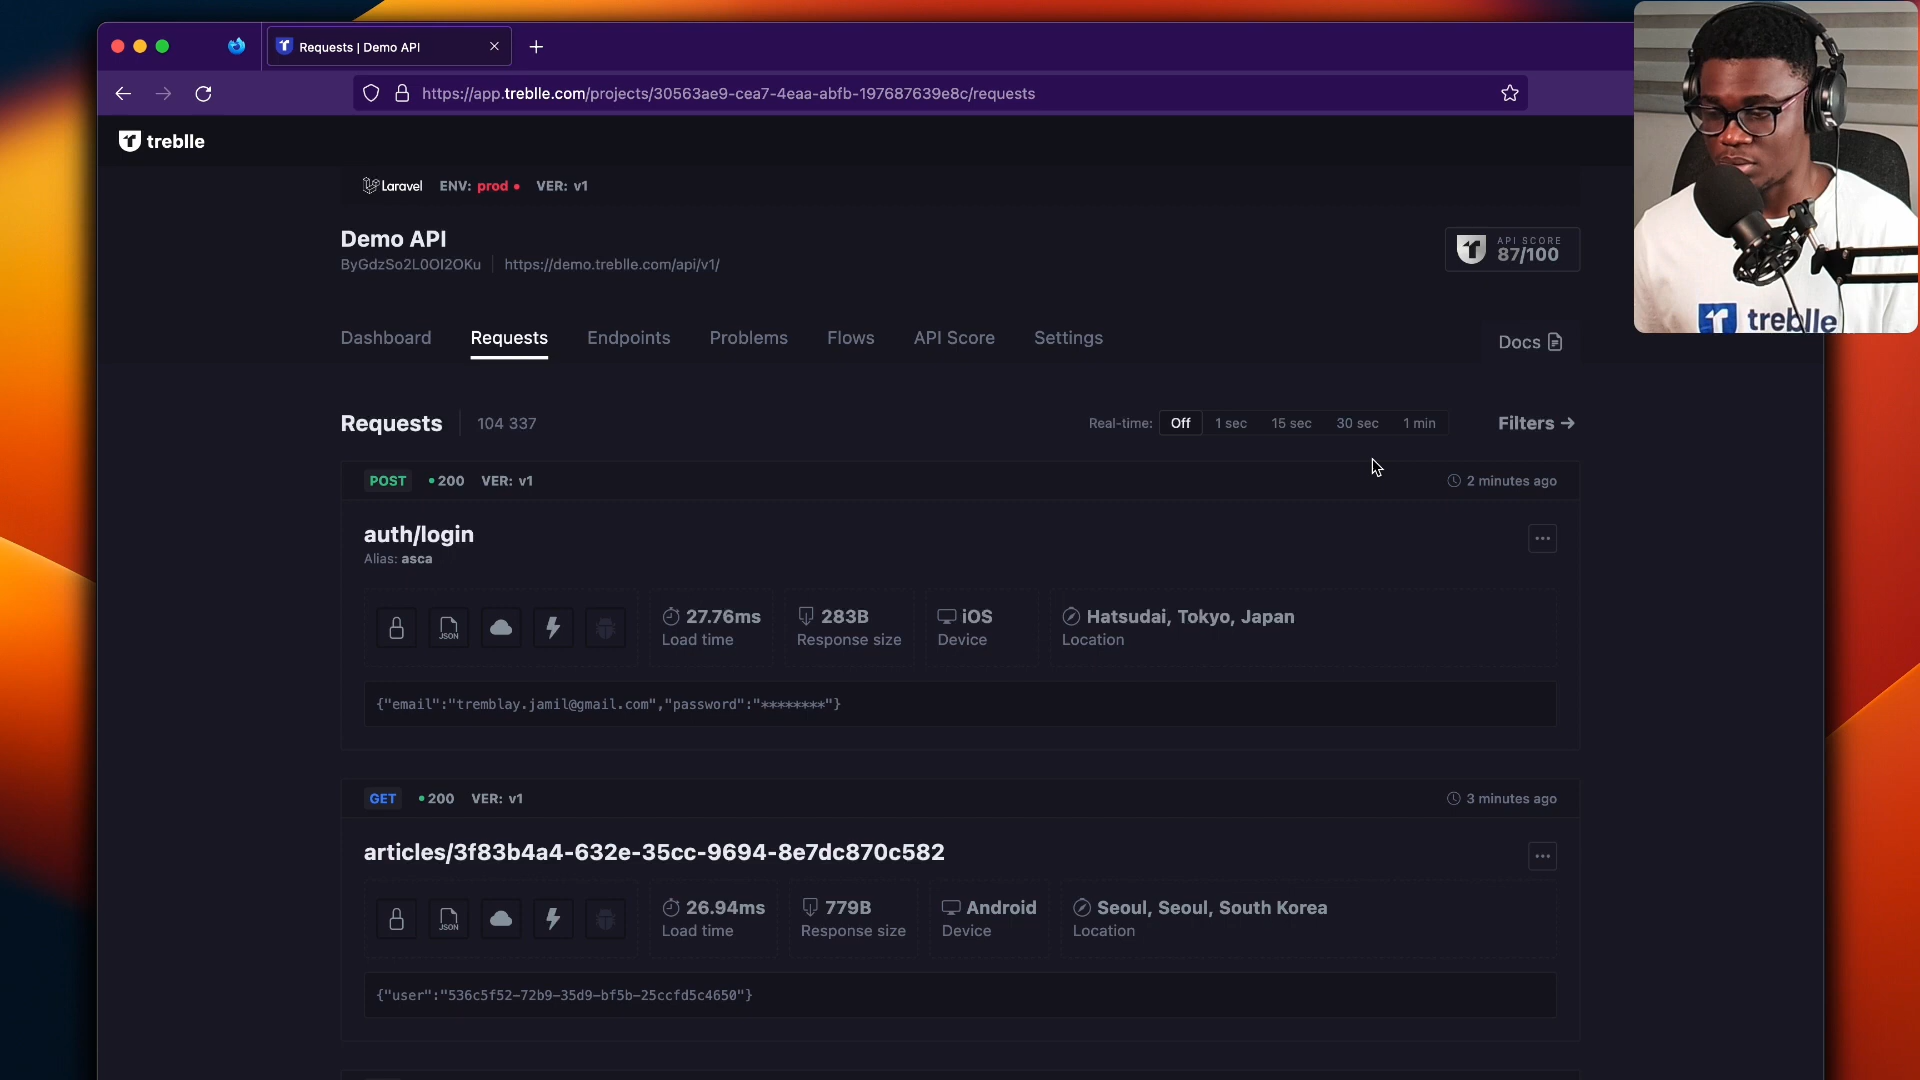 Requests | Demo API
https://app.treblle.com/projects/30563ae9-cea7-4eaa-abfb-197687639e8c/requests
treblle
Laravel ENV: prod VER: v1
Demo API
ByGdzSo2L0OI2OKu https://demo.treblle.com/api/v1/
API SCORE
87/100
treblle
Dashboard Requests Endpoints Problems Flows API Score Settings
Docs
Requests 104 337
Real-time: Off 1 sec 15 sec 30 sec 1 min
Filters →
POST 200 VER: v1
2 minutes ago
auth/login
Alias: asca
JSON
27.76ms
Load time
283B
Response size
iOS
Device
Hatsudai, Tokyo, Japan
Location
{"email":"tremblay.jamil@gmail.com","password":"********"}
GET 200 VER: v1
3 minutes ago
articles/3f83b4a4-632e-35cc-9694-8e7dc870c582
JSON
26.94ms
Load time
779B
Response size
Android
Device
Seoul, Seoul, South Korea
Location
{"user":"536c5f52-72b9-35d9-bf5b-25ccfd5c4650"}